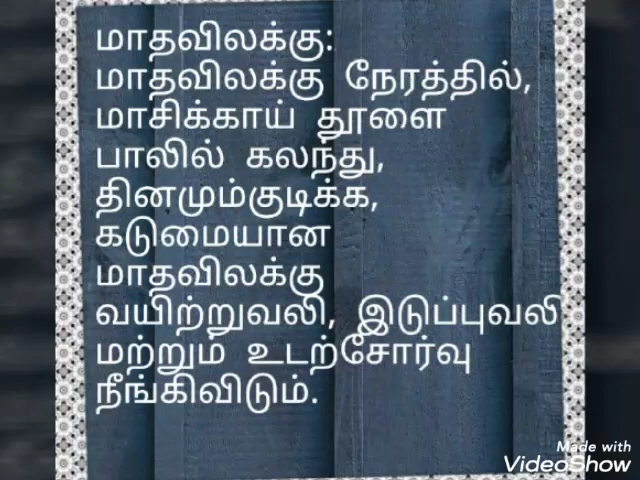 மாதவிலக்கு:
மாதவிலக்கு நேரத்தில்,
மாசிக்காய் தூளை
பாலில் கலந்து,
தினமும்குடிக்க,
கடுமையான
மாதவிலக்கு
வயிற்றுவலி, இடுப்புவலி
மற்றும் உடற்சோர்வு
நீங்கிவிடும்.
Made with
VideoShow